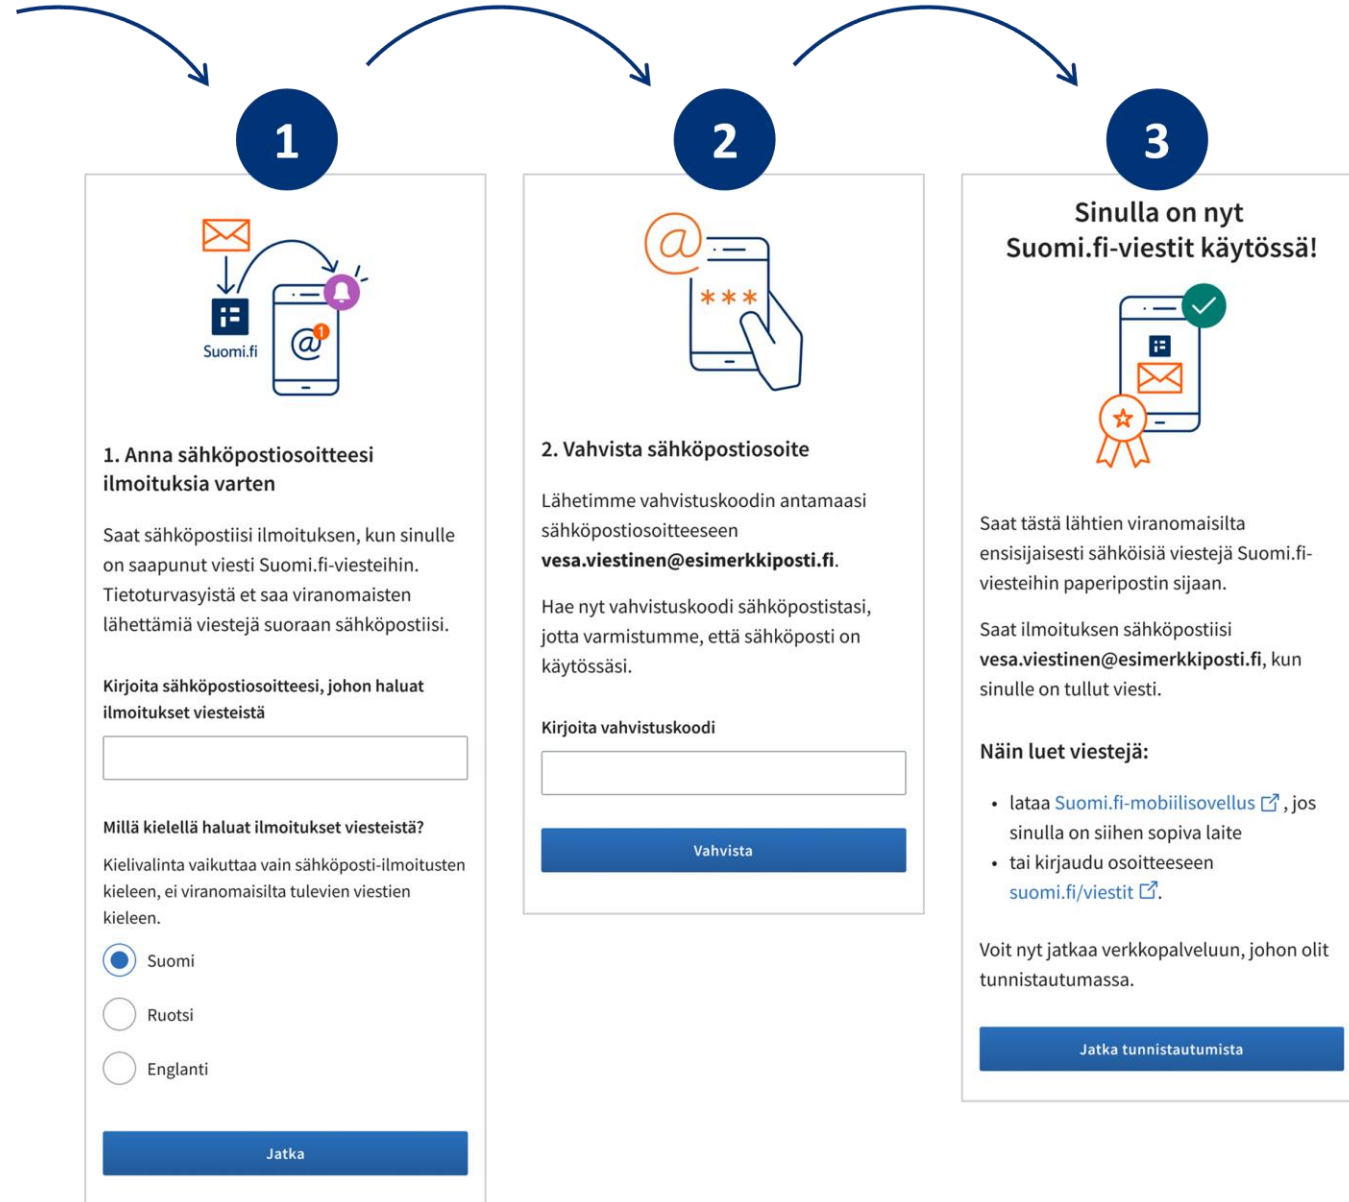 1
Suomi.fi
@1
1. Anna sähköpostiosoitteesi
ilmoituksia varten
Saat sähköpostiisi ilmoituksen, kun sinulle
on saapunut viesti Suomi.fi-viesteihin.
Tietoturvasyistä et saa viranomaisten
lähettämiä viestejä suoraan sähköpostiisi.
Kirjoita sähköpostiosoitteesi, johon haluat
ilmoitukset viesteistä
Millä kielellä haluat ilmoitukset viesteistä?
Kielivalinta vaikuttaa vain sähköposti-ilmoitusten
kieleen, ei viranomaisilta tulevien viestien
kieleen.
Suomi
Ruotsi
Englanti
Jatka
2
@
***
2. Vahvista sähköpostiosoite
Lähetimme vahvistuskoodin antamaasi
sähköpostiosoitteeseen
vesa.viestinen@esimerkkiposti.fi.
Hae nyt vahvistuskoodi sähköpostistasi,
jotta varmistumme, että sähköposti on
käytössäsi.
Kirjoita vahvistuskoodi
Vahvista
3
Sinulla on nyt
Suomi.fi-viestit käytössä!
Saat tästä lähtien viranomaisilta
ensisijaisesti sähköisiä viestejä Suomi.fi-
viesteihin paperipostin sijaan.
Saat ilmoituksen sähköpostiisi
vesa.viestinen@esimerkkiposti.fi, kun
sinulle on tullut viesti.
Näin luet viestejä:
• lataa Suomi.fi-mobiilisovellus, jos
sinulla on siihen sopiva laite
• tai kirjaudu osoitteeseen
suomi.fi/viestit.
Voit nyt jatkaa verkkopalveluun, johon olit
tunnistautumassa.
Jatka tunnistautumista